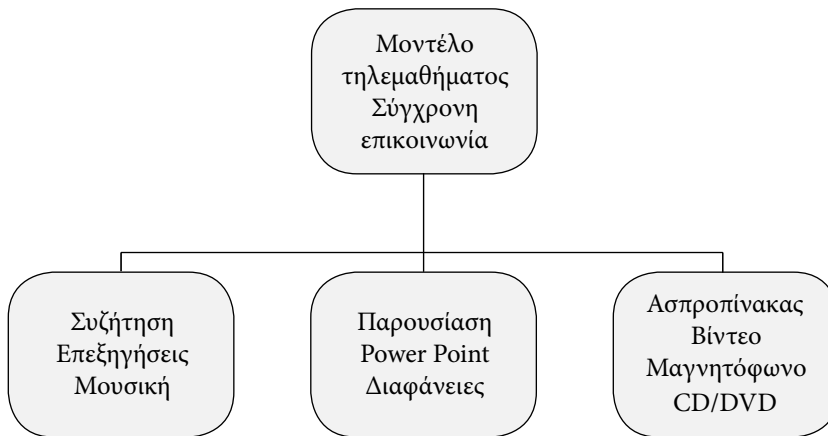 Μοντέλο
τηλεμαθήματος
Σύγχρονη
επικοινωνία
Συζήτηση
Επεξηγήσεις
Μουσική
Παρουσίαση
Power Point
Διαφάνειες
Ασπροπίνακας
Βίντεο
Μαγνητόφωνο
CD/DVD